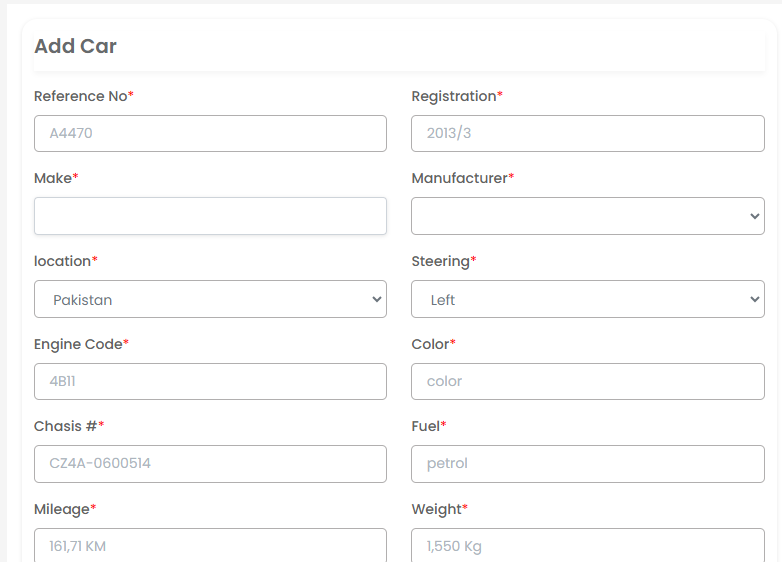 Add Car
Reference No* Registration*
A4470 2013/3
Make* Manufacturer*
location* Steering*
Pakistan Left
Engine Code* Color*
4B11 color
Chasis #* Fuel*
CZ4A-0600514 petrol
Mileage* Weight*
161,71 KM 1,550 Kg